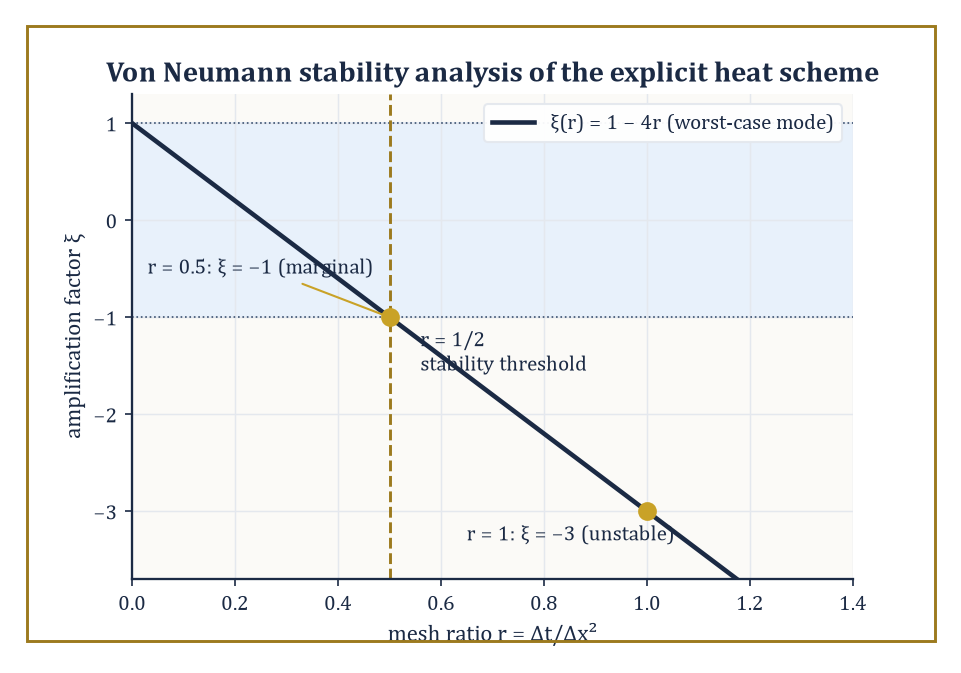 Von Neumann stability analysis of the explicit heat scheme
ξ(r) = 1 − 4r (worst-case mode)
amplification factor ξ
1
0
−1
−2
−3
r = 0.5: ξ = −1 (marginal)
r = 1/2
stability threshold
r = 1: ξ = −3 (unstable)
0.0 0.2 0.4 0.6 0.8 1.0 1.2 1.4
mesh ratio r = Δt/Δx²